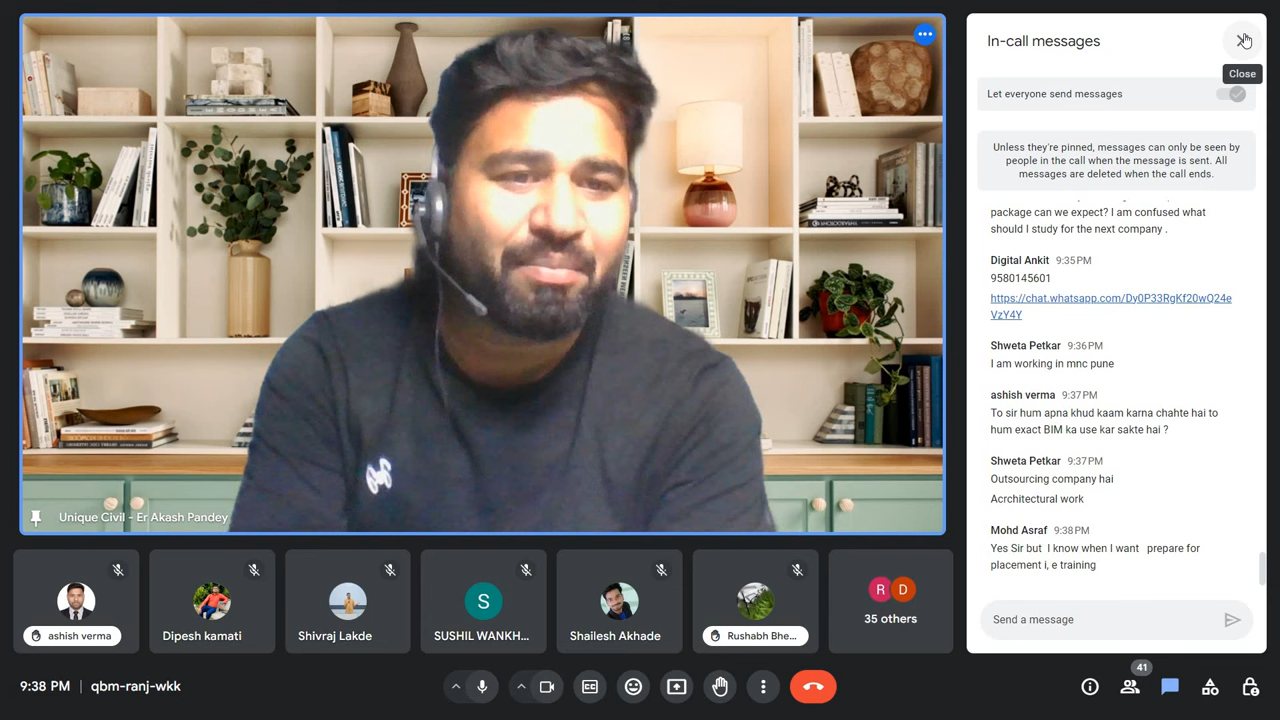 In-call messages
Close
Let everyone send messages
Unless they're pinned, messages can only be seen by
people in the call when the message is sent. All
messages are deleted when the call ends.
package can we expect? I am confused what
should I study for the next company .
Digital Ankit 9:35 PM
9580145601
https://chat.whatsapp.com/Dy0P33RgKf20wQ24e
VzY4Y
Shweta Petkar 9:36 PM
I am working in mnc pune
ashish verma 9:37 PM
To sir hum apna khud kaam karna chahte hai to
hum exact BIM ka use kar sakte hai ?
Shweta Petkar 9:37 PM
Outsourcing company hai
Acrchitectural work
Mohd Asraf 9:38 PM
Yes Sir but I know when I want prepare for
placement i, e training
Send a message
Unique Civil - Er Akash Pandey
ashish verma
Dipesh kamati
Shivraj Lakde
S
SUSHIL WANKH...
Shailesh Akhade
Rushabh Bhe...
R D
35 others
9:38 PM | qbm-ranj-wkk
41